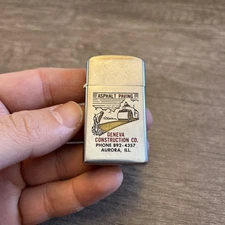 ASPHALT PAVING
GENEVA
CONSTRUCTION CO.
PHONE 892-4357
AURORA, ILL.